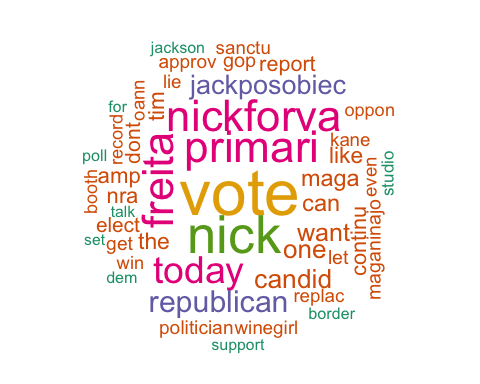 jackson sanctu
approv gop report
lie jackposobiec
oann tim
for record dont
nickforva oppon
primari kane
like even studio
poll amp freita
booth nra vote maga
talk can
elect nick want continu maganinajo
set get the one let
win today candid
dem republican replac
border
politician winegirl
support